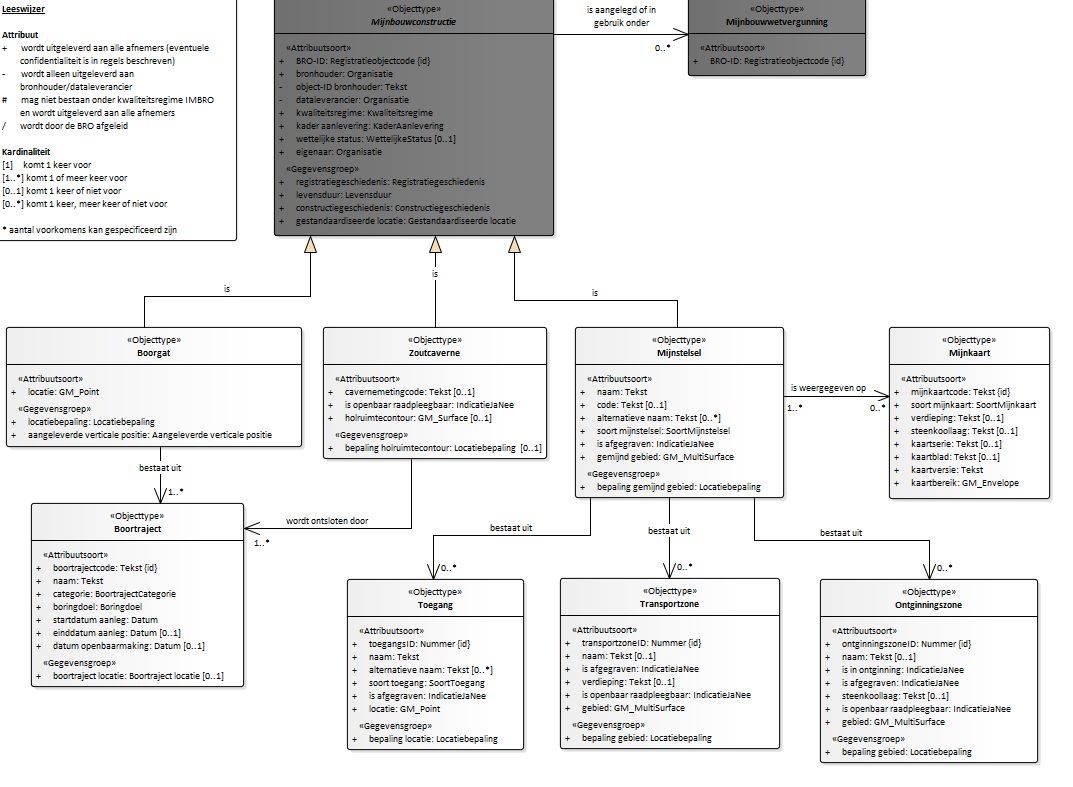 Leeswijzer
Attribuut
+ wordt uitgeleverd aan alle afnemers (eventuele
confidentialiteit is in regels beschreven)
- wordt alleen uitgeleverd aan
bronhouder/dataleverancier
# mag niet bestaan onder kwaliteitsregime IMBRO
en wordt uitgeleverd aan alle afnemers
/ wordt door de BRO afgeleid
Kardinaliteit
[1] komt 1 keer voor
[1..*] komt 1 of meer keer voor
[0..1] komt 1 keer of niet voor
[0..*] komt 1 keer, meer keer of niet voor
* aantal voorkomens kan gespecificeerd zijn
«Objecttype»
Mijnbouwconstructie
«Attribuutsoort»
+ BRO-ID: Registratieobjectcode {id}
+ bronhouder: Organisatie
- object-ID bronhouder: Tekst
- dataleverancier: Organisatie
+ kwaliteitsregime: Kwaliteitsregime
+ kader aanlevering: KaderAanlevering
+ wettelijke status: WettelijkeStatus [0..1]
+ eigenaar: Organisatie
«Gegevensgroep»
+ registratiegeschiedenis: Registratiegeschiedenis
+ levensduur: Levensduur
+ constructiegeschiedenis: Constructiegeschiedenis
+ gestandaardiseerde locatie: Gestandaardiseerde locatie
is aangelegd of in
gebruik onder
0..*
«Objecttype»
Mijnbouwwetvergunning
«Attribuutsoort»
+ BRO-ID: Registratieobjectcode {id}
is
is
is
«Objecttype»
Boorgat
«Attribuutsoort»
+ locatie: GM_Point
«Gegevensgroep»
+ locatiebepaling: Locatiebepaling
+ aangeleverde verticale positie: Aangeleverde verticale positie
«Objecttype»
Zoutcaverne
«Attribuutsoort»
+ cavernemetingcode: Tekst [0..1]
+ is openbaar raadpleegbaar: IndicatieJaNee
+ holruimtecontour: GM_Surface [0..1]
«Gegevensgroep»
+ bepaling holruimtecontour: Locatiebepaling [0..1]
«Objecttype»
Mijnstelsel
«Attribuutsoort»
+ naam: Tekst
+ code: Tekst [0..1]
+ alternatieve naam: Tekst [0..*]
+ soort mijnstelsel: SoortMijnstelsel
+ is afgegraven: IndicatieJaNee
+ gemijnd gebied: GM_MultiSurface
«Gegevensgroep»
+ bepaling gemijnd gebied: Locatiebepaling
is weergegeven op
1..*
0..*
«Objecttype»
Mijnkaart
«Attribuutsoort»
+ mijnkaartcode: Tekst {id}
+ soort mijnkaart: SoortMijnkaart
+ verdieping: Tekst [0..1]
+ steenkoollaag: Tekst [0..1]
+ kaartserie: Tekst [0..1]
+ kaartblad: Tekst [0..1]
+ kaartversie: Tekst
+ kaartbereik: GM_Envelope
bestaat uit
1..*
wordt ontsloten door
1..*
bestaat uit
0..*
bestaat uit
0..*
bestaat uit
0..*
«Objecttype»
Boortraject
«Attribuutsoort»
+ boortrajectcode: Tekst {id}
+ naam: Tekst
+ categorie: BoortrajectCategorie
+ boringdoel: Boringdoel
+ startdatum aanleg: Datum
+ einddatum aanleg: Datum [0..1]
+ datum openbaarmaking: Datum [0..1]
«Gegevensgroep»
+ boortraject locatie: Boortraject locatie [0..1]
«Objecttype»
Toegang
«Attribuutsoort»
+ toegangsID: Nummer {id}
+ naam: Tekst
+ alternatieve naam: Tekst [0..*]
+ soort toegang: SoortToegang
+ is afgegraven: IndicatieJaNee
+ locatie: GM_Point
«Gegevensgroep»
+ bepaling locatie: Locatiebepaling
«Objecttype»
Transportzone
«Attribuutsoort»
+ transportzoneID: Nummer {id}
+ naam: Tekst [0..1]
+ is afgegraven: IndicatieJaNee
+ verdieping: Tekst [0..1]
+ is openbaar raadpleegbaar: IndicatieJaNee
+ gebied: GM_MultiSurface
«Gegevensgroep»
+ bepaling gebied: Locatiebepaling
«Objecttype»
Ontginningszone
«Attribuutsoort»
+ ontginningszoneID: Nummer {id}
+ naam: Tekst [0..1]
+ is in ontginning: IndicatieJaNee
+ is afgegraven: IndicatieJaNee
+ steenkoollaag: Tekst [0..1]
+ is openbaar raadpleegbaar: IndicatieJaNee
+ gebied: GM_MultiSurface
«Gegevensgroep»
+ bepaling gebied: Locatiebepaling